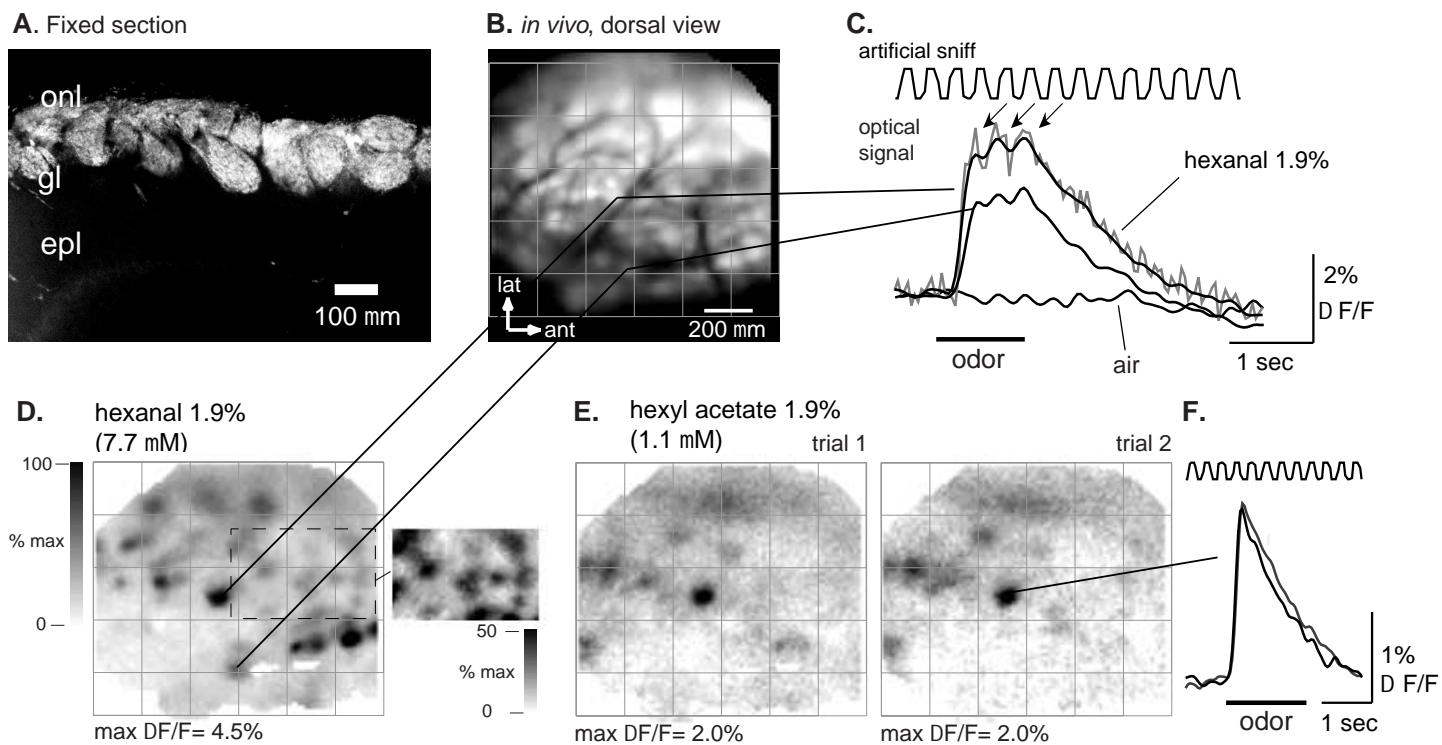 A. Fixed section
onl
gl
epl
100 mm
B. in vivo, dorsal view
lat
ant
200 mm
C.
artificial sniff
optical
signal
hexanal 1.9%
2%
D F/F
odor
air
1 sec
D. hexanal 1.9%
(7.7 mM)
100
% max
0
50
% max
0
max DF/F= 4.5%
E. hexyl acetate 1.9%
(1.1 mM)
trial 1
trial 2
max DF/F= 2.0%
max DF/F= 2.0%
F.
1%
D F/F
odor
1 sec